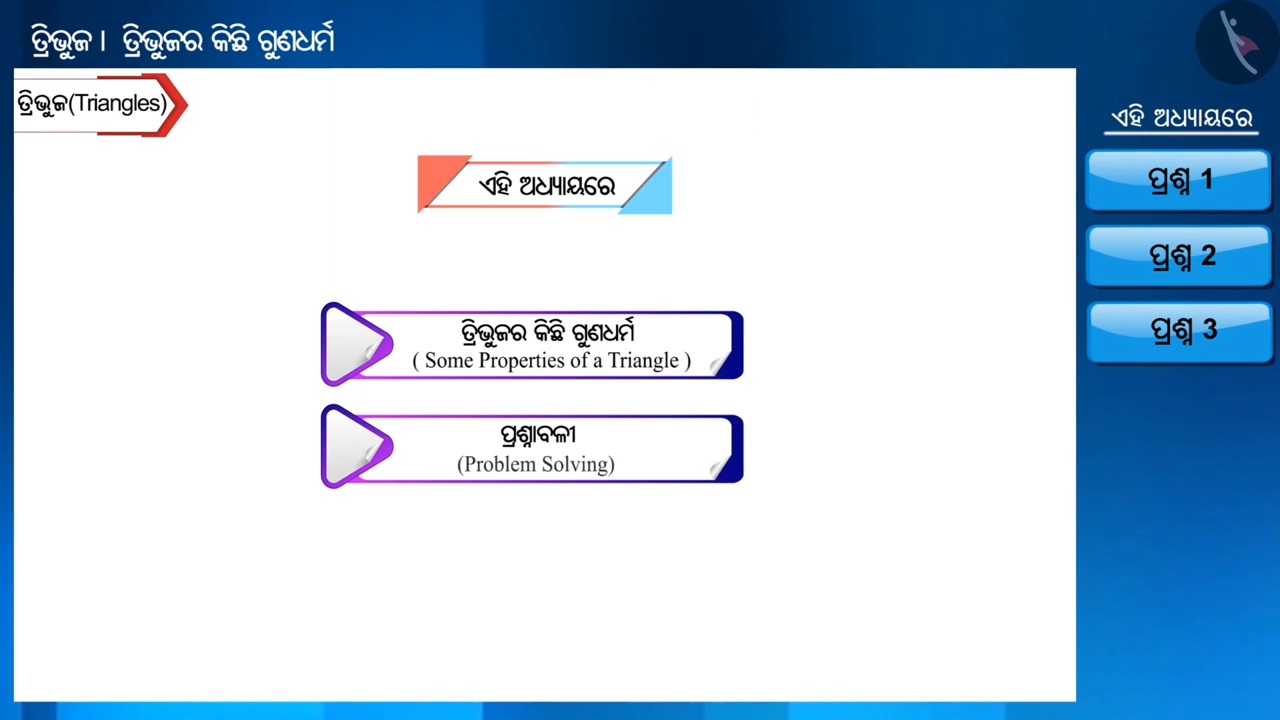 ତ୍ରିଭୁଜ । ତ୍ରିଭୁଜର କିଛି ଗୁଣଧର୍ମ
ତ୍ରିଭୁଜ(Triangles)
ଏହି ଅଧ୍ୟାୟରେ
ତ୍ରିଭୁଜର କିଛି ଗୁଣଧର୍ମ
( Some Properties of a Triangle )
ପ୍ରଶ୍ନାବଳୀ
(Problem Solving)
ଏହି ଅଧ୍ୟାୟରେ
ପ୍ରଶ୍ନ 1
ପ୍ରଶ୍ନ 2
ପ୍ରଶ୍ନ 3